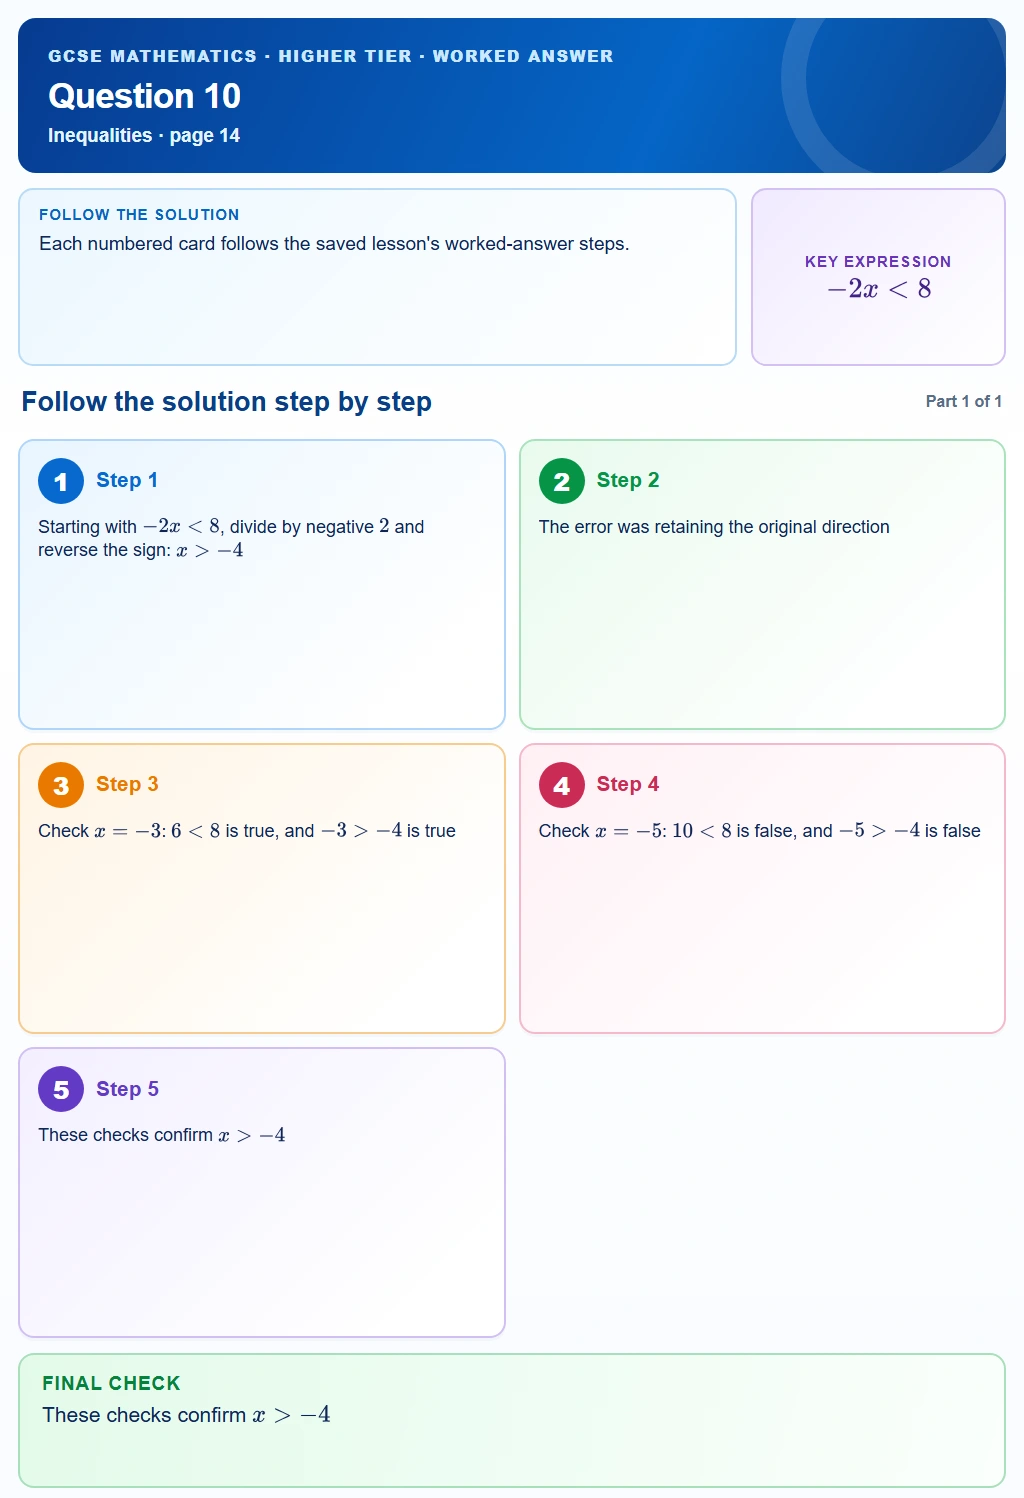 GCSE MATHEMATICS · HIGHER TIER · WORKED ANSWER
Question 10
Inequalities · page 14
FOLLOW THE SOLUTION
Each numbered card follows the saved lesson's worked-answer steps.
KEY EXPRESSION
−2x < 8
Follow the solution step by step
Part 1 of 1
1 Step 1
Starting with −2x < 8, divide by negative 2 and
reverse the sign: x > −4
2 Step 2
The error was retaining the original direction
3 Step 3
Check x = −3: 6 < 8 is true, and −3 > −4 is true
4 Step 4
Check x = −5: 10 < 8 is false, and −5 > −4 is false
5 Step 5
These checks confirm x > −4
FINAL CHECK
These checks confirm x > −4